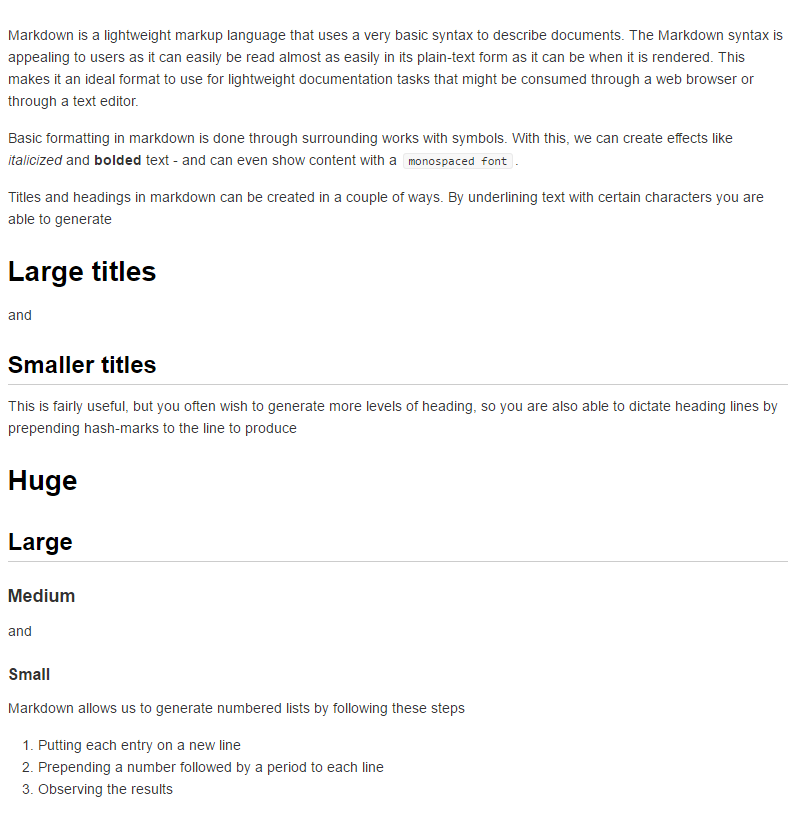 Markdown is a lightweight markup language that uses a very basic syntax to describe documents. The Markdown syntax is
appealing to users as it can easily be read almost as easily in its plain-text form as it can be when it is rendered. This
makes it an ideal format to use for lightweight documentation tasks that might be consumed through a web browser or
through a text editor.
Basic formatting in markdown is done through surrounding works with symbols. With this, we can create effects like
italicized and bolded text - and can even show content with a monospaced font.
Titles and headings in markdown can be created in a couple of ways. By underlining text with certain characters you are
able to generate
Large titles
and
Smaller titles
This is fairly useful, but you often wish to generate more levels of heading, so you are also able to dictate heading lines by
prepending hash-marks to the line to produce
Huge
Large
Medium
and
Small
Markdown allows us to generate numbered lists by following these steps
1. Putting each entry on a new line
2. Prepending a number followed by a period to each line
3. Observing the results